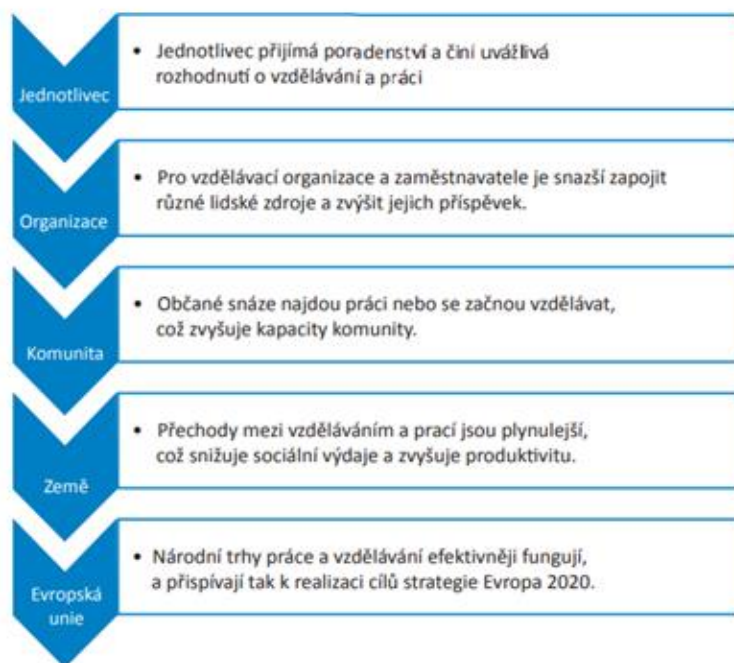 Jednotlivec
• Jednotlivec přijímá poradenství a činí uvážlivá
rozhodnutí o vzdělávání a práci
Organizace
• Pro vzdělávací organizace a zaměstnavatele je snazší zapojit
různé lidské zdroje a zvýšit jejich příspěvek.
Komunita
• Občané snáze najdou práci nebo se začnou vzdělávat,
což zvyšuje kapacity komunity.
Země
• Přechody mezi vzděláváním a prací jsou plynulejší,
což snižuje sociální výdaje a zvyšuje produktivitu.
Evropská
unie
• Národní trhy práce a vzdělávání efektivněji fungují,
a přispívají tak k realizaci cílů strategie Evropa 2020.